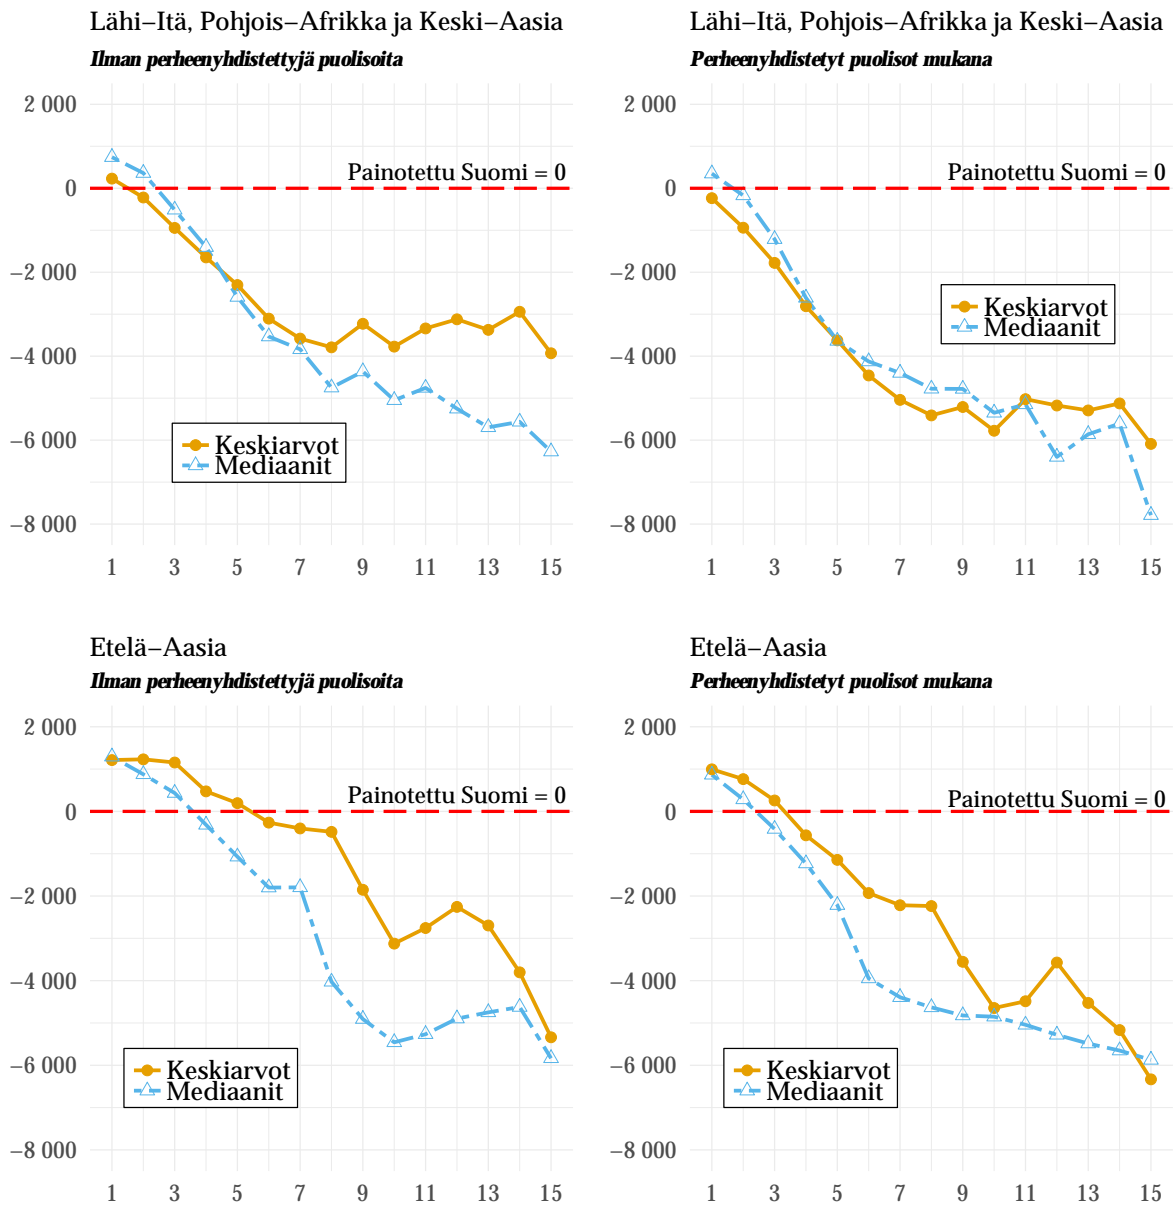 Lähi–Itä, Pohjois–Afrikka ja Keski–Aasia
Ilman perheenyhdistettyjä puolisoita
2 000
0
–2 000
–4 000
–6 000
–8 000
Painotettu Suomi = 0
Keskiarvot
Mediaanit
1 3 5 7 9 11 13 15
Lähi–Itä, Pohjois–Afrikka ja Keski–Aasia
Perheenyhdistetyt puolisot mukana
2 000
0
–2 000
–4 000
–6 000
–8 000
Painotettu Suomi = 0
Keskiarvot
Mediaanit
1 3 5 7 9 11 13 15
Etelä–Aasia
Ilman perheenyhdistettyjä puolisoita
2 000
0
–2 000
–4 000
–6 000
–8 000
Painotettu Suomi = 0
Keskiarvot
Mediaanit
1 3 5 7 9 11 13 15
Etelä–Aasia
Perheenyhdistetyt puolisot mukana
2 000
0
–2 000
–4 000
–6 000
–8 000
Painotettu Suomi = 0
Keskiarvot
Mediaanit
1 3 5 7 9 11 13 15